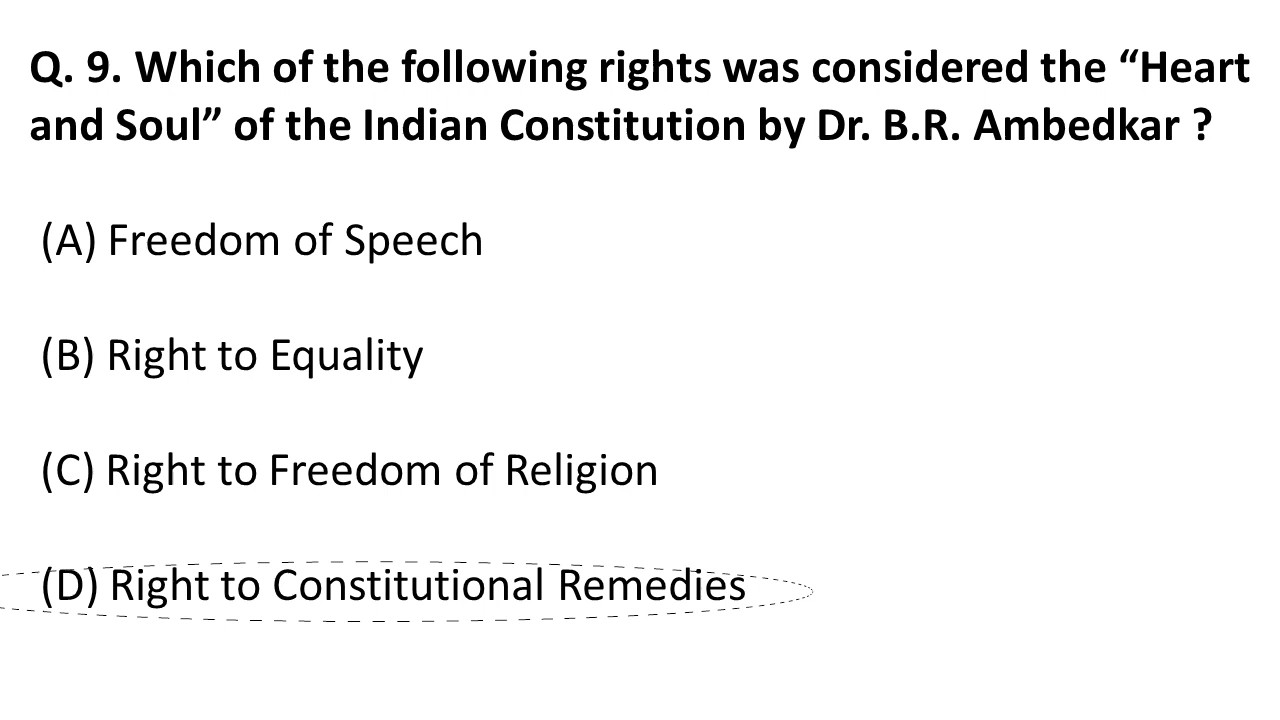 Q. 9. Which of the following rights was considered the “Heart
and Soul” of the Indian Constitution by Dr. B.R. Ambedkar ?
(A) Freedom of Speech
(B) Right to Equality
(C) Right to Freedom of Religion
(D) Right to Constitutional Remedies